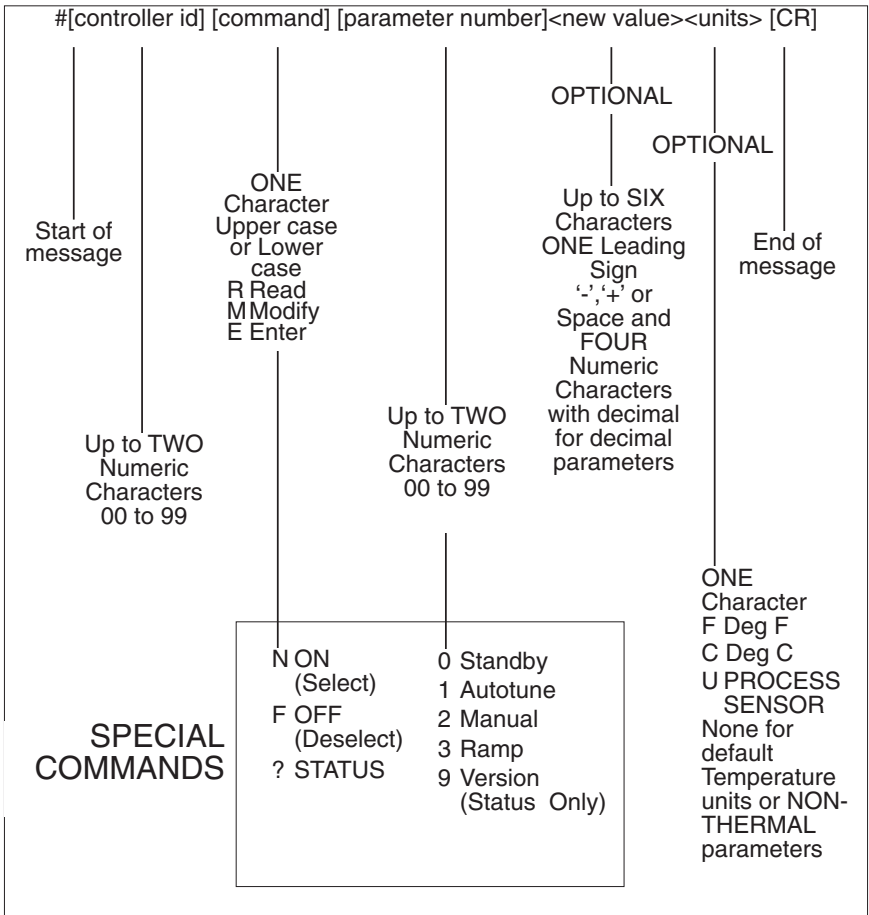 #[controller id] [command] [parameter number]<new value><units> [CR]
Start of
message
Up to TWO
Numeric
Characters
00 to 99
ONE
Character
Upper case
or Lower
case
R Read
M Modify
E Enter
Up to TWO
Numeric
Characters
00 to 99
OPTIONAL
Up to SIX
Characters
ONE Leading
Sign
‘-’,‘+’ or
Space and
FOUR
Numeric
Characters
with decimal
for decimal
parameters
OPTIONAL
ONE
Character
F Deg F
C Deg C
U PROCESS
SENSOR
None for
default
Temperature
units or NON-
THERMAL
parameters
End of
message
SPECIAL
COMMANDS
N ON
(Select)
F OFF
(Deselect)
? STATUS
0 Standby
1 Autotune
2 Manual
3 Ramp
9 Version
(Status Only)